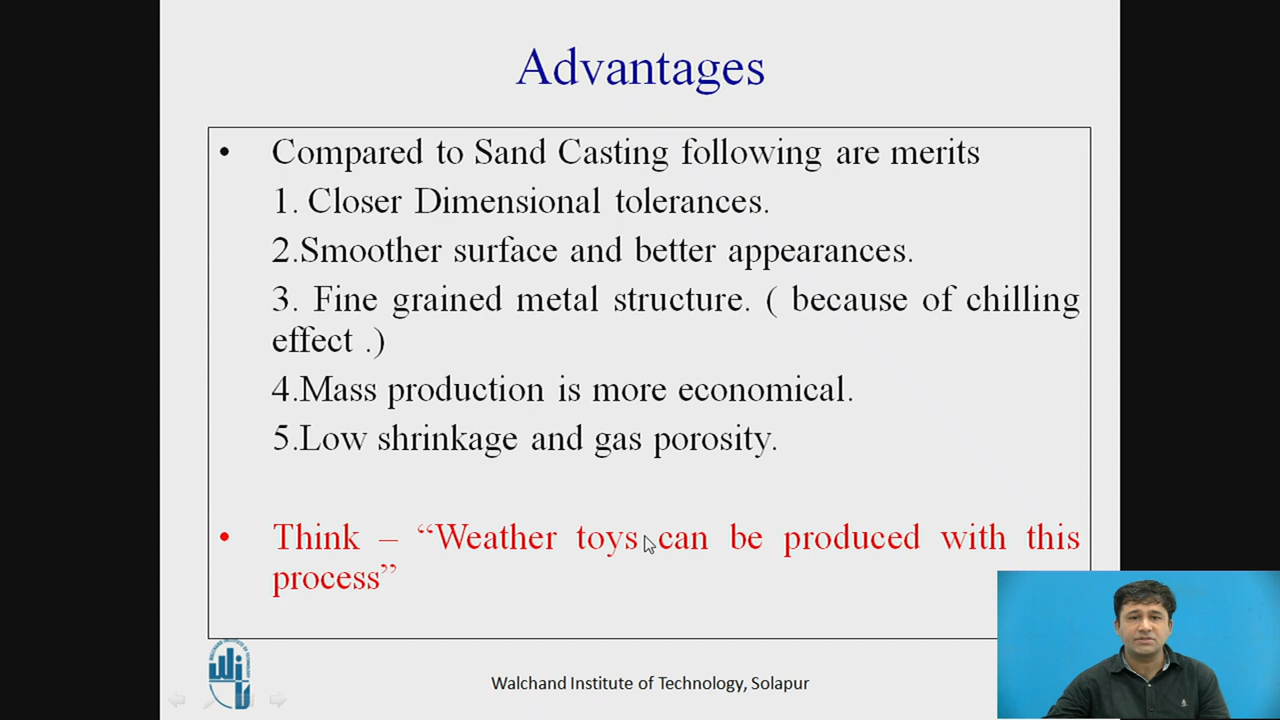 Advantages
• Compared to Sand Casting following are merits
1. Closer Dimensional tolerances.
2.Smoother surface and better appearances.
3. Fine grained metal structure. ( because of chilling
effect .)
4.Mass production is more economical.
5.Low shrinkage and gas porosity.
• Think – “Weather toys can be produced with this
process”
Walchand Institute of Technology, Solapur